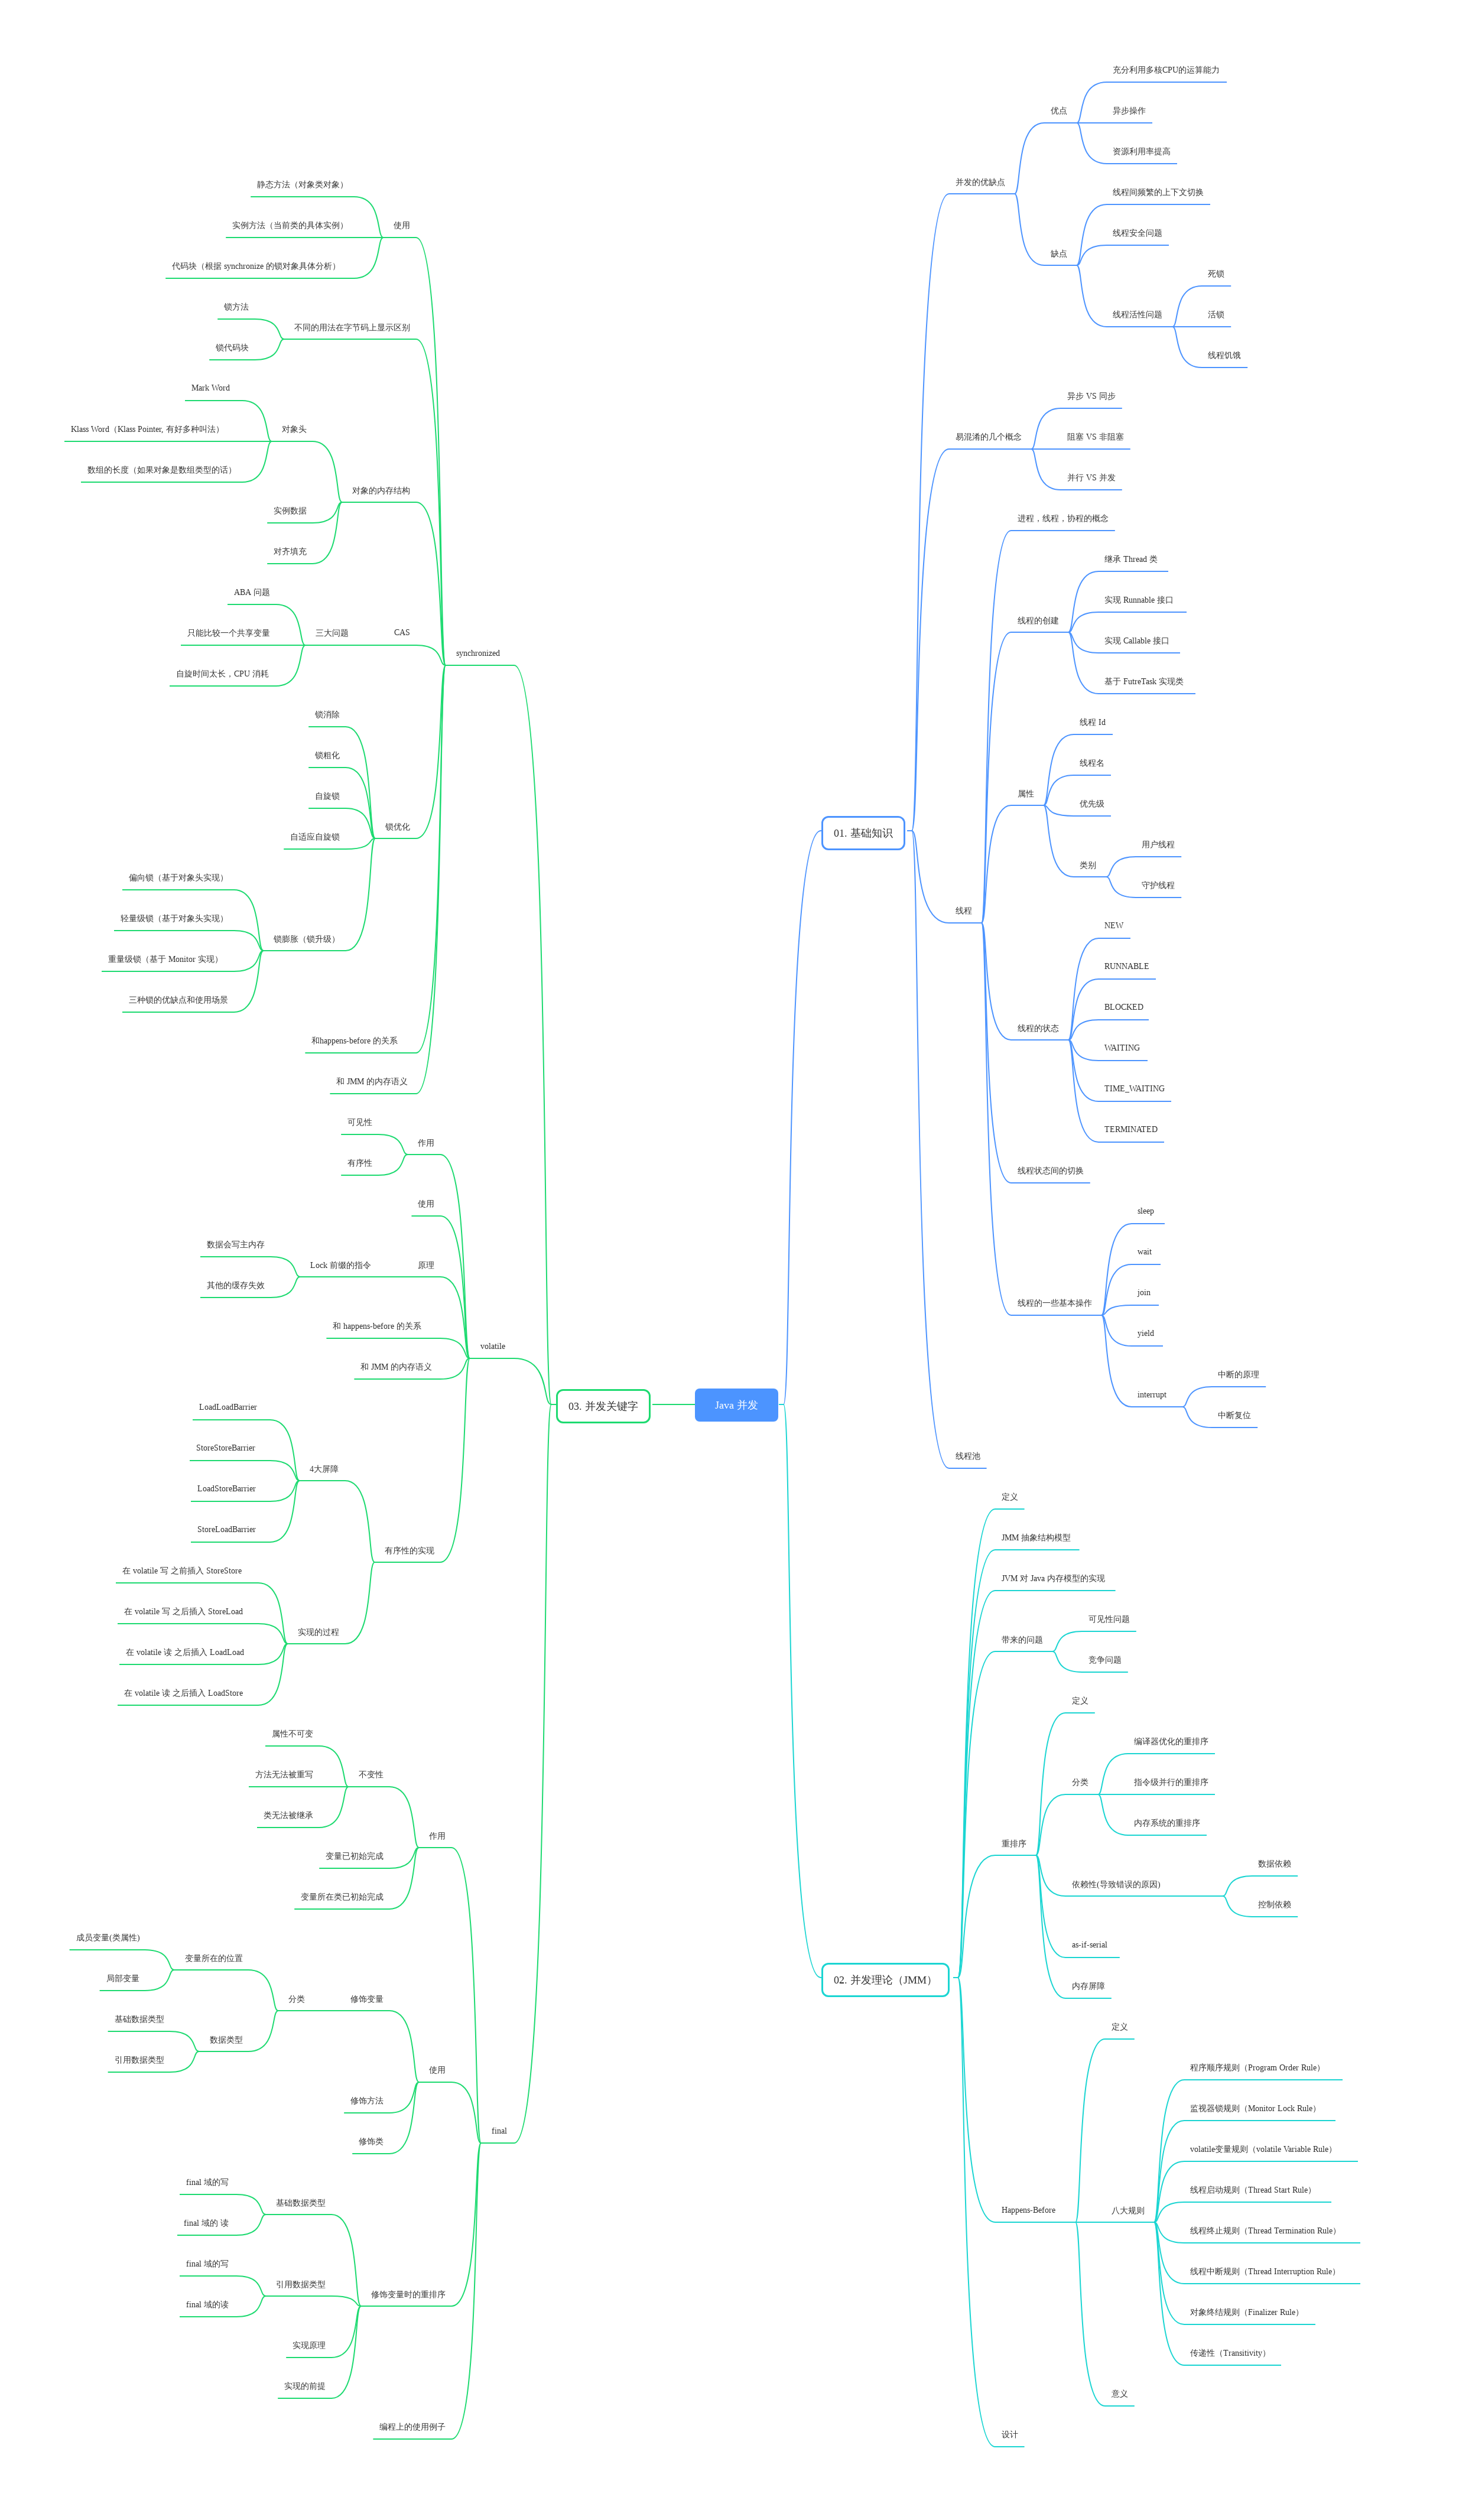 Java 并发
01. 基础知识
并发的优缺点
优点
充分利用多核CPU的运算能力
异步操作
资源利用率提高
缺点
线程间频繁的上下文切换
线程安全问题
线程活性问题
死锁
活锁
线程饥饿
易混淆的几个概念
异步 VS 同步
阻塞 VS 非阻塞
并行 VS 并发
线程
进程，线程，协程的概念
线程的创建
继承 Thread 类
实现 Runnable 接口
实现 Callable 接口
基于 FutreTask 实现类
属性
线程 Id
线程名
优先级
类别
用户线程
守护线程
线程的状态
NEW
RUNNABLE
BLOCKED
WAITING
TIME_WAITING
TERMINATED
线程状态间的切换
线程的一些基本操作
sleep
wait
join
yield
interrupt
中断的原理
中断复位
线程池
02. 并发理论（JMM）
定义
JMM 抽象结构模型
JVM 对 Java 内存模型的实现
带来的问题
可见性问题
竞争问题
重排序
定义
分类
编译器优化的重排序
指令级并行的重排序
内存系统的重排序
依赖性(导致错误的原因)
数据依赖
控制依赖
as-if-serial
内存屏障
Happens-Before
定义
八大规则
程序顺序规则（Program Order Rule）
监视器锁规则（Monitor Lock Rule）
volatile变量规则（volatile Variable Rule）
线程启动规则（Thread Start Rule）
线程终止规则（Thread Termination Rule）
线程中断规则（Thread Interruption Rule）
对象终结规则（Finalizer Rule）
传递性（Transitivity）
意义
设计
03. 并发关键字
synchronized
使用
静态方法（对象类对象）
实例方法（当前类的具体实例）
代码块（根据 synchronize 的锁对象具体分析）
不同的用法在字节码上显示区别
锁方法
锁代码块
对象的内存结构
对象头
Mark Word
Klass Word（Klass Pointer, 有好多种叫法）
数组的长度（如果对象是数组类型的话）
实例数据
对齐填充
CAS
三大问题
ABA 问题
只能比较一个共享变量
自旋时间太长，CPU 消耗
锁优化
锁消除
锁粗化
自旋锁
自适应自旋锁
锁膨胀（锁升级）
偏向锁（基于对象头实现）
轻量级锁（基于对象头实现）
重量级锁（基于 Monitor 实现）
三种锁的优缺点和使用场景
和happens-before 的关系
和 JMM 的内存语义
volatile
作用
可见性
有序性
使用
原理
Lock 前缀的指令
数据会写主内存
其他的缓存失效
和 happens-before 的关系
和 JMM 的内存语义
有序性的实现
4大屏障
LoadLoadBarrier
StoreStoreBarrier
LoadStoreBarrier
StoreLoadBarrier
实现的过程
在 volatile 写 之前插入 StoreStore
在 volatile 写 之后插入 StoreLoad
在 volatile 读 之后插入 LoadLoad
在 volatile 读 之后插入 LoadStore
final
作用
不变性
属性不可变
方法无法被重写
类无法被继承
变量已初始完成
变量所在类已初始完成
使用
修饰变量
分类
变量所在的位置
成员变量(类属性)
局部变量
数据类型
基础数据类型
引用数据类型
修饰方法
修饰类
修饰变量时的重排序
基础数据类型
final 域的写
final 域的 读
引用数据类型
final 域的写
final 域的读
实现原理
实现的前提
编程上的使用例子